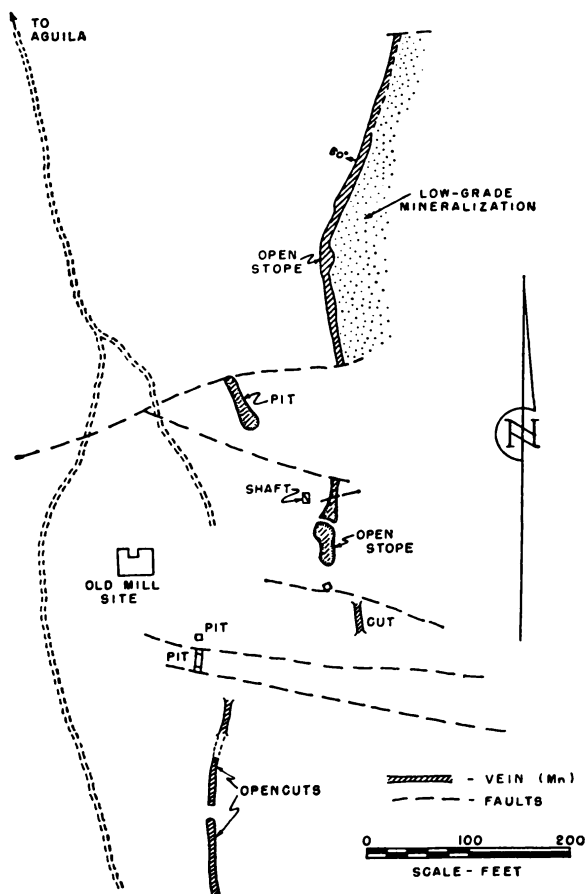 TO
AGUILA
80°
LOW-GRADE
MINERALIZATION
OPEN
STOPE
PIT
N
SHAFT
OPEN
STOPE
OLD MILL
SITE
CUT
PIT
PIT
OPENCUTS
- VEIN (Mn)
- FAULTS
0 100 200
SCALE - FEET